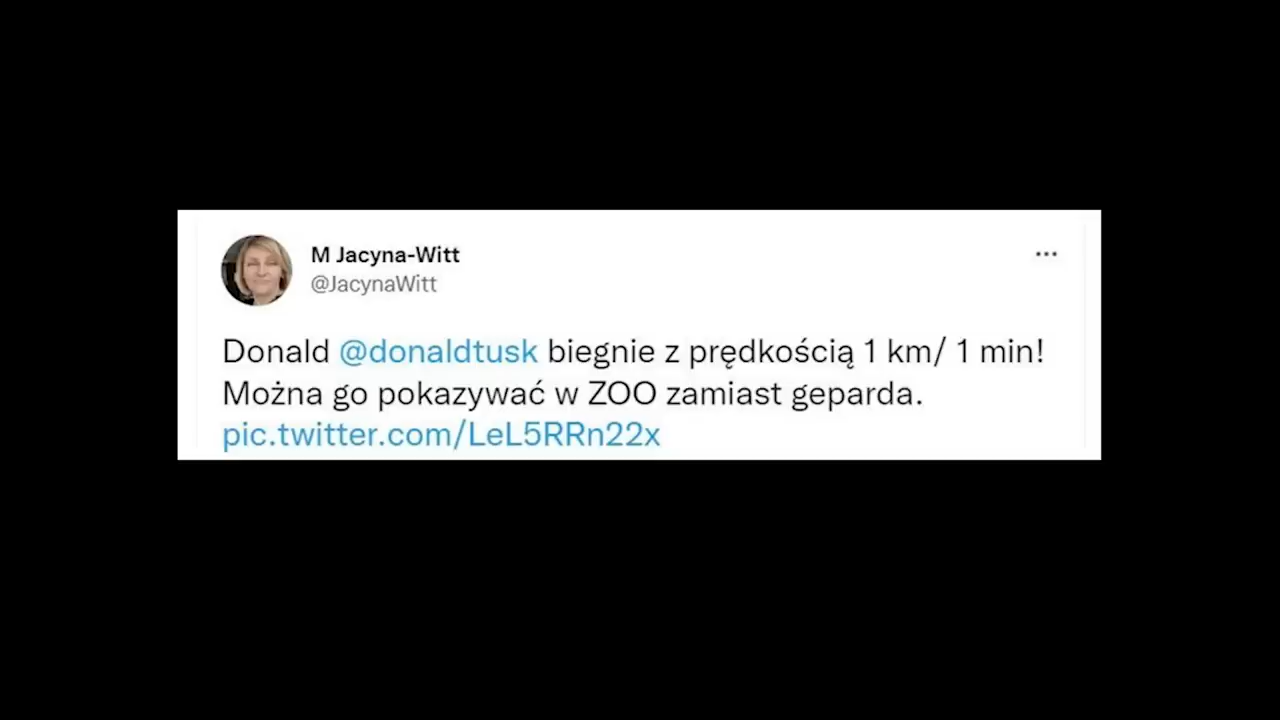 M Jacyna-Witt
@JacynaWitt
Donald @donaldtusk biegnie z prędkością 1 km/ 1 min!
Można go pokazywać w ZOO zamiast geparda.
pic.twitter.com/LeL5RRn22x